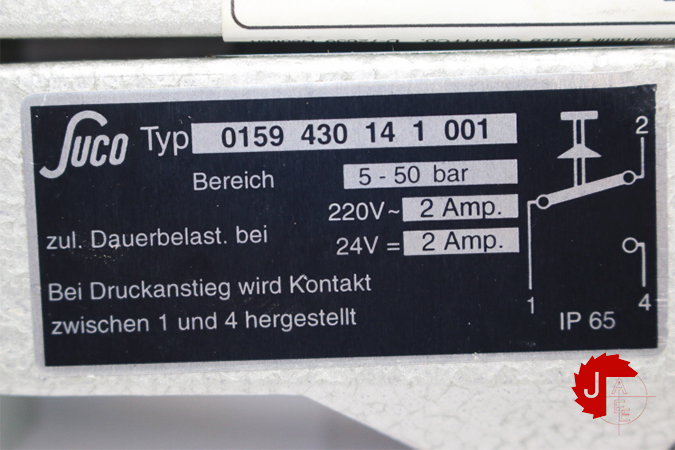 Suco Typ 0159 430 14 1 001
Bereich 5 - 50 bar
zul. Dauerbelast. bei 220V~ 2 Amp.
24V = 2 Amp.
Bei Druckanstieg wird Kontakt
zwischen 1 und 4 hergestellt
2
1
4
IP 65
J